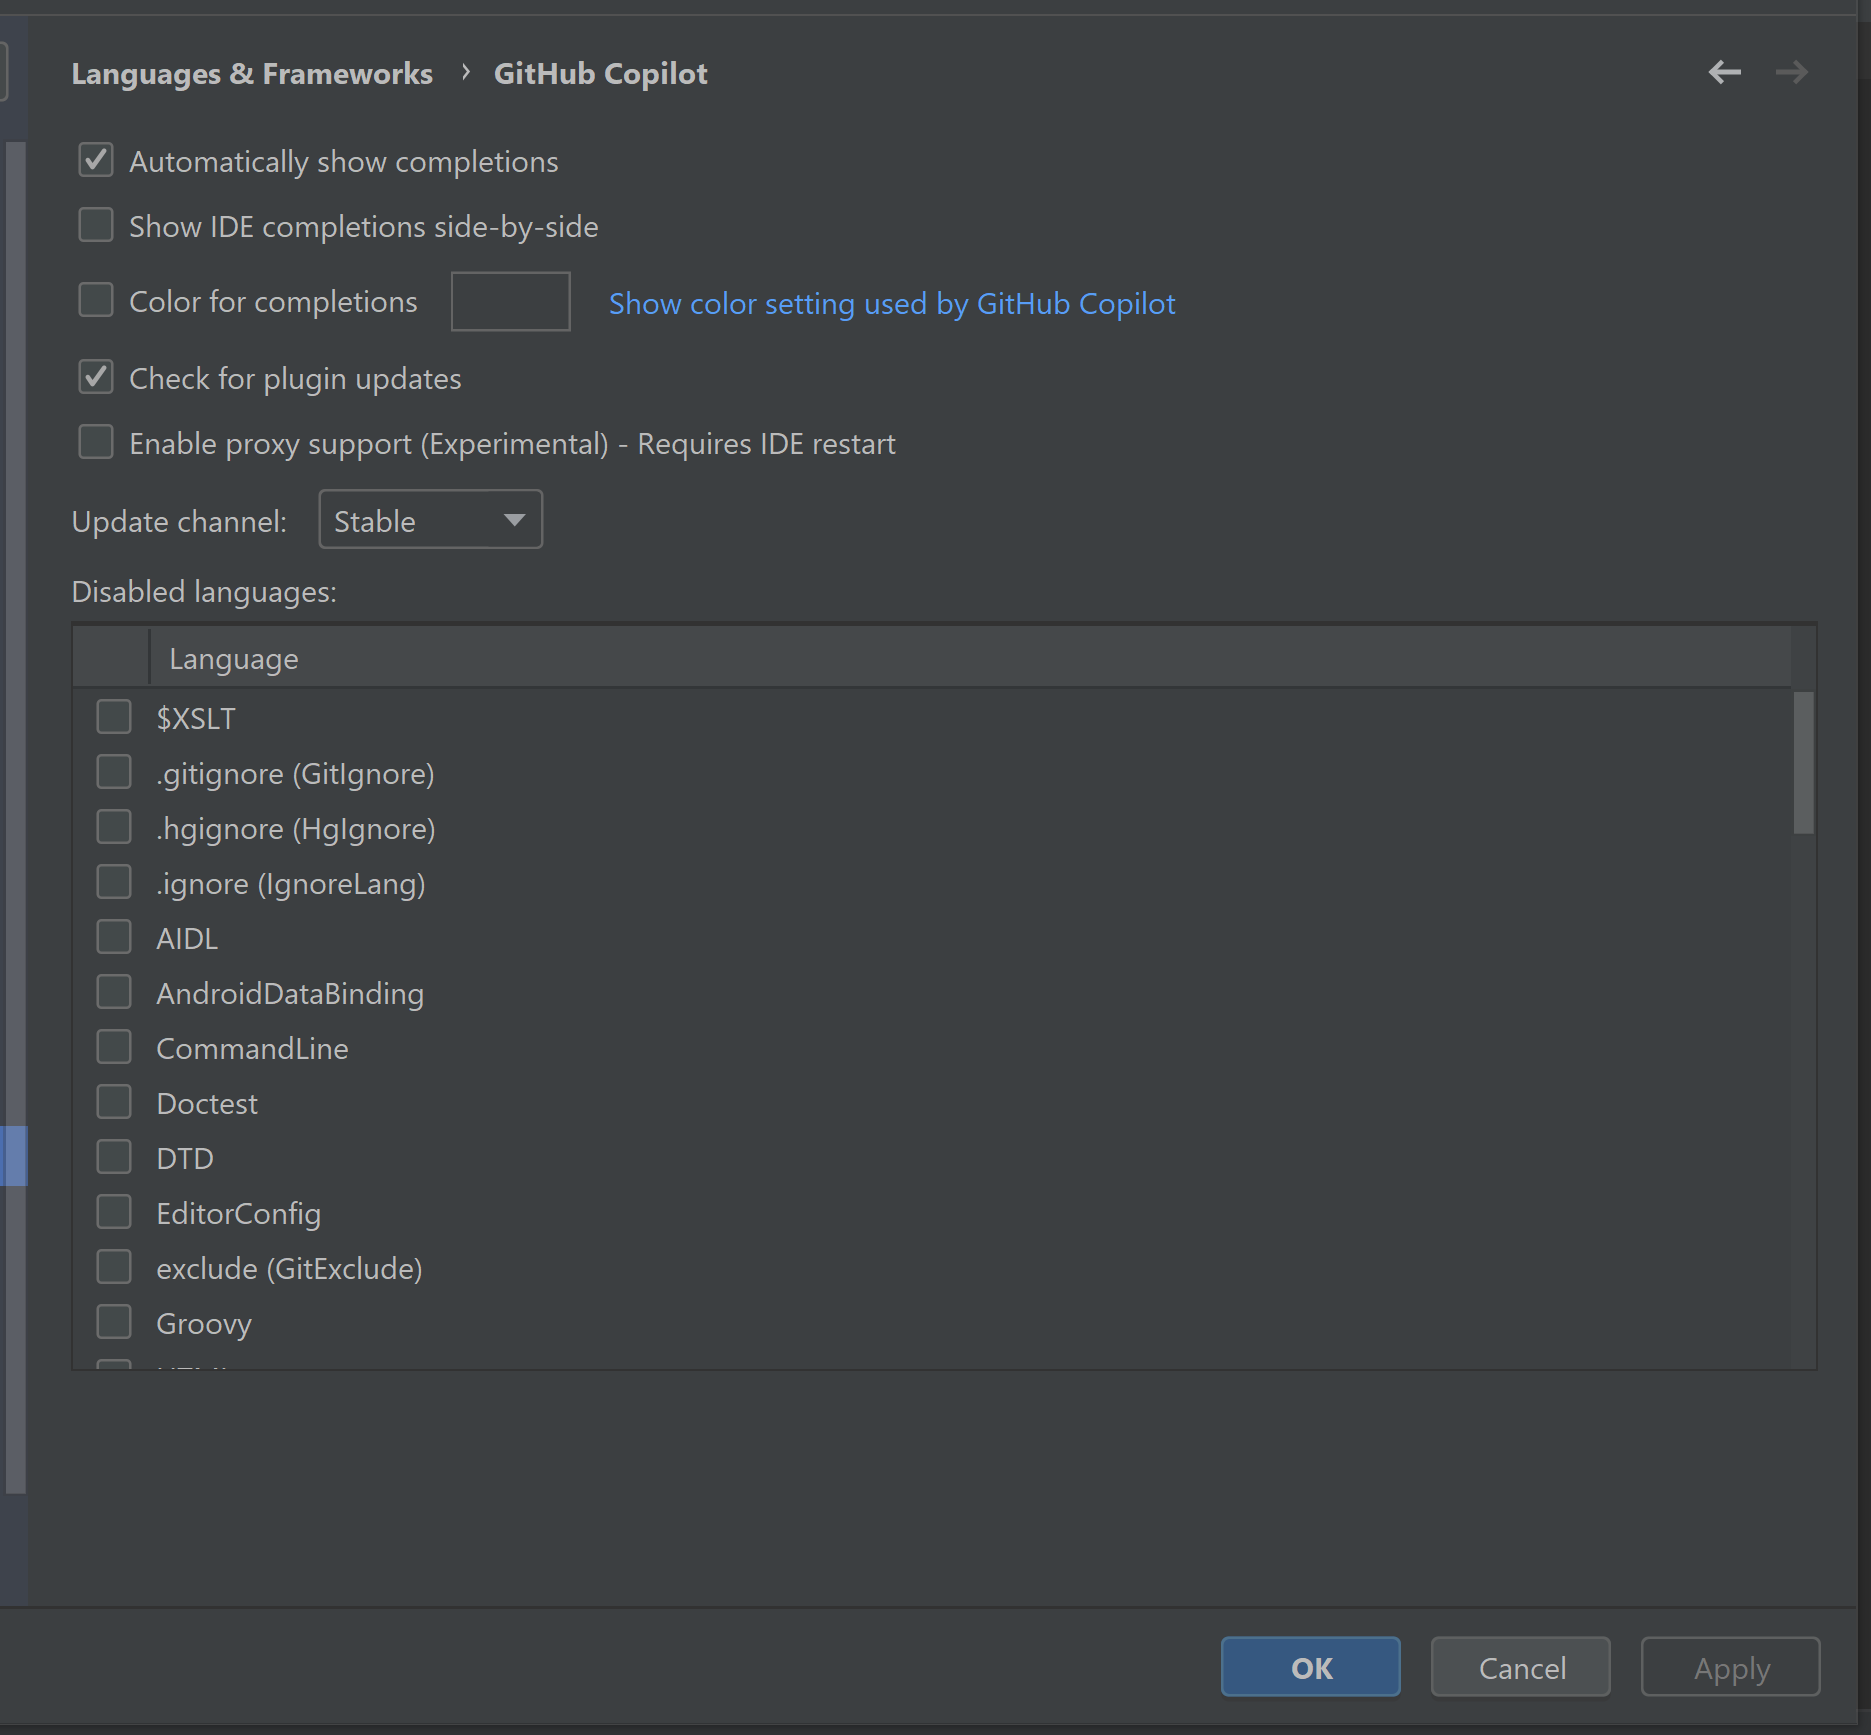 Languages & Frameworks › GitHub Copilot
Automatically show completions
Show IDE completions side-by-side
Color for completions Show color setting used by GitHub Copilot
Check for plugin updates
Enable proxy support (Experimental) - Requires IDE restart
Update channel: Stable
Disabled languages:
Language
$XSLT
.gitignore (GitIgnore)
.hgignore (HgIgnore)
.ignore (IgnoreLang)
AIDL
AndroidDataBinding
CommandLine
Doctest
DTD
EditorConfig
exclude (GitExclude)
Groovy
OK Cancel Apply